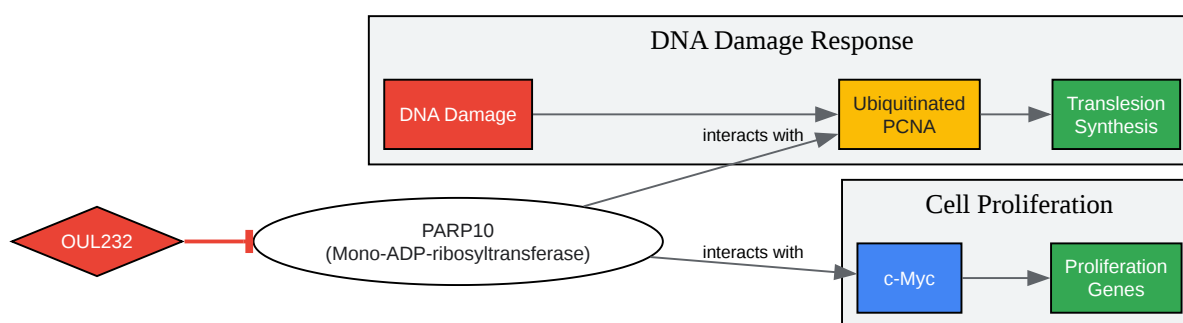 DNA Damage Response
DNA Damage
Ubiquitinated
PCNA
Translesion
Synthesis
interacts with
Cell Proliferation
OUL232
PARP10
(Mono-ADP-ribosyltransferase)
interacts with
c-Myc
Proliferation
Genes